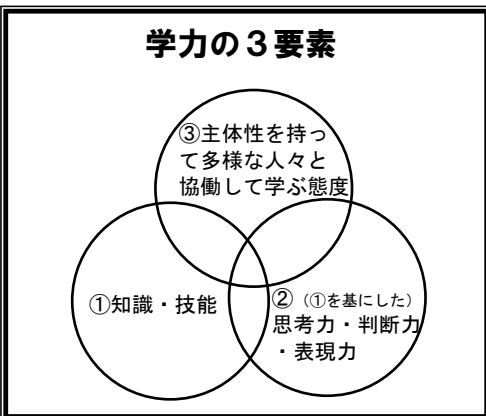 学力の３要素
③主体性を持っ
て多様な人々と
協働して学ぶ態度
①知識・技能
②（①を基にした）
思考力・判断力
・表現力